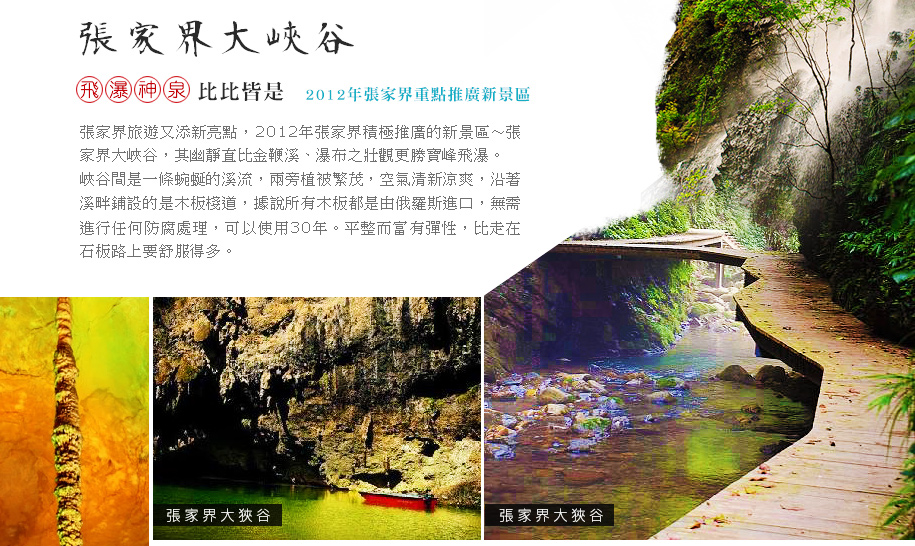 張家界大峽谷
飛瀑神泉 比比皆是 2012年張家界重點推廣新景區
張家界旅遊又添新亮點，2012年張家界積極推廣的新景區～張
家界大峽谷，其幽靜直比金鞭溪、瀑布之壯觀更勝寶峰飛瀑。
峽谷間是一條蜿蜒的溪流，兩旁植被繁茂，空氣清新涼爽，沿著
溪畔鋪設的是木板棧道，據說所有木板都是由俄羅斯進口，無需
進行任何防腐處理，可以使用30年。平整而富有彈性，比走在
石板路上要舒服得多。
張家界大狹谷
張家界大狹谷